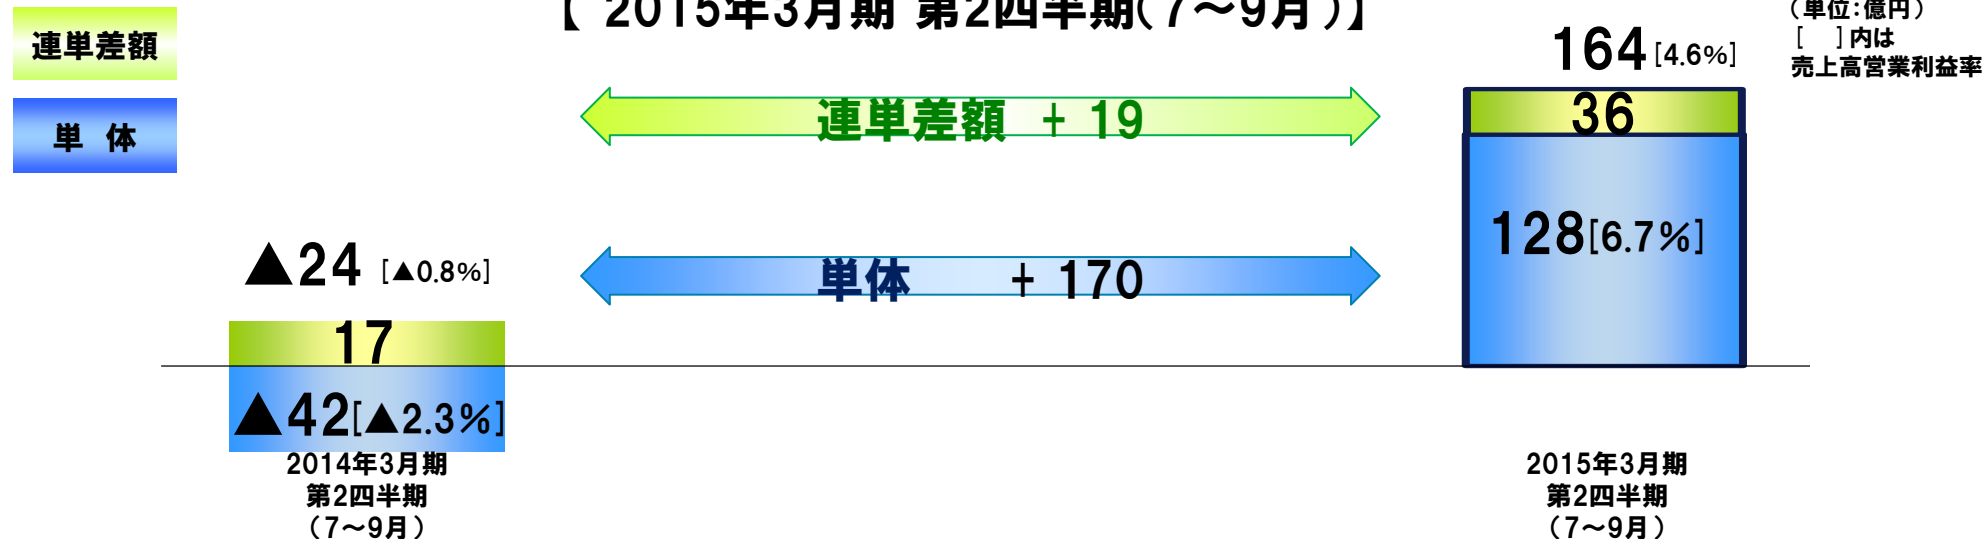 【 2015年3月期 第2四半期(7～9月)】
（単位:億円）
[　]内は
売上高営業利益率
連単差額
単 体
164[4.6%]
36
128[6.7%]
連単差額 + 19
単体 + 170
▲24 [▲0.8%]
17
▲42[▲2.3%]
2014年3月期
第2四半期
（7～9月）
2015年3月期
第2四半期
（7～9月）